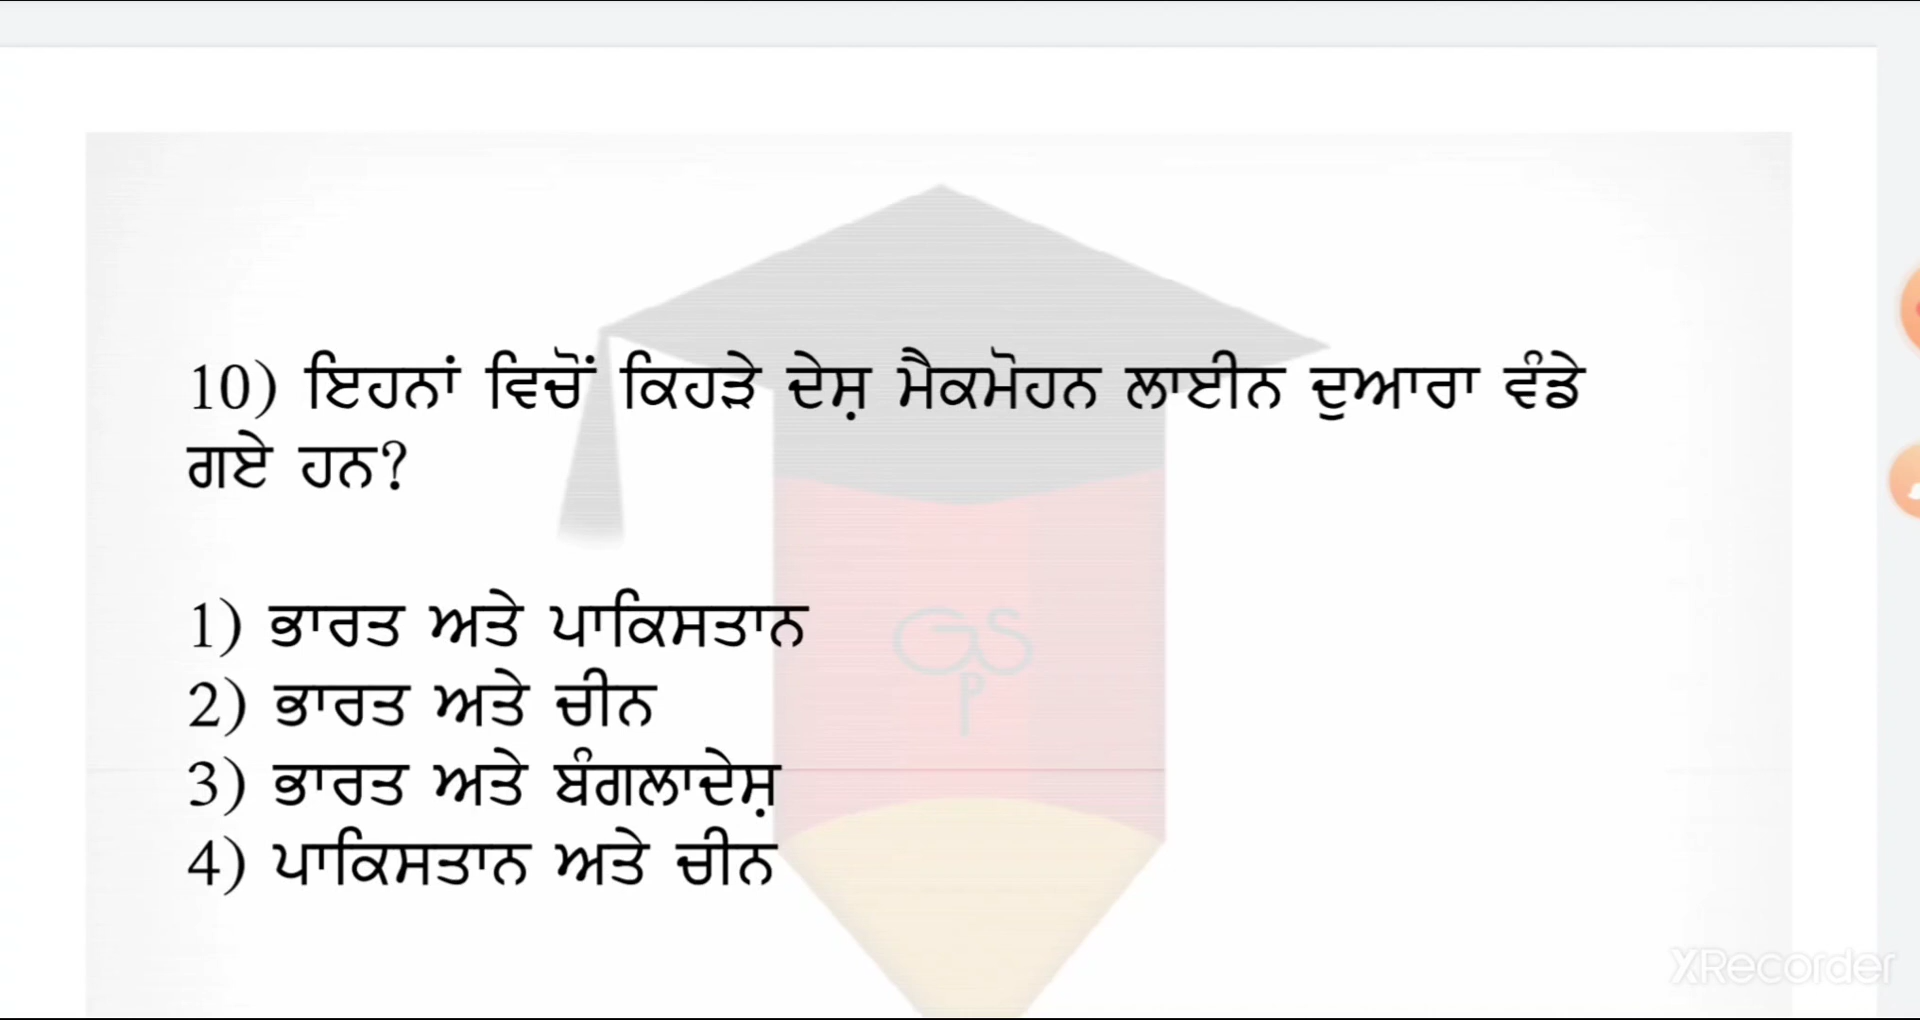 10) ਇਹਨਾਂ ਵਿਚੋਂ ਕਿਹੜੇ ਦੇਸ਼ ਮੈਕਮੋਹਨ ਲਾਈਨ ਦੁਆਰਾ ਵੰਡੇ
ਗਏ ਹਨ?
1) ਭਾਰਤ ਅਤੇ ਪਾਕਿਸਤਾਨ
2) ਭਾਰਤ ਅਤੇ ਚੀਨ
3) ਭਾਰਤ ਅਤੇ ਬੰਗਲਾਦੇਸ਼
4) ਪਾਕਿਸਤਾਨ ਅਤੇ ਚੀਨ
GS
P
XRecorder